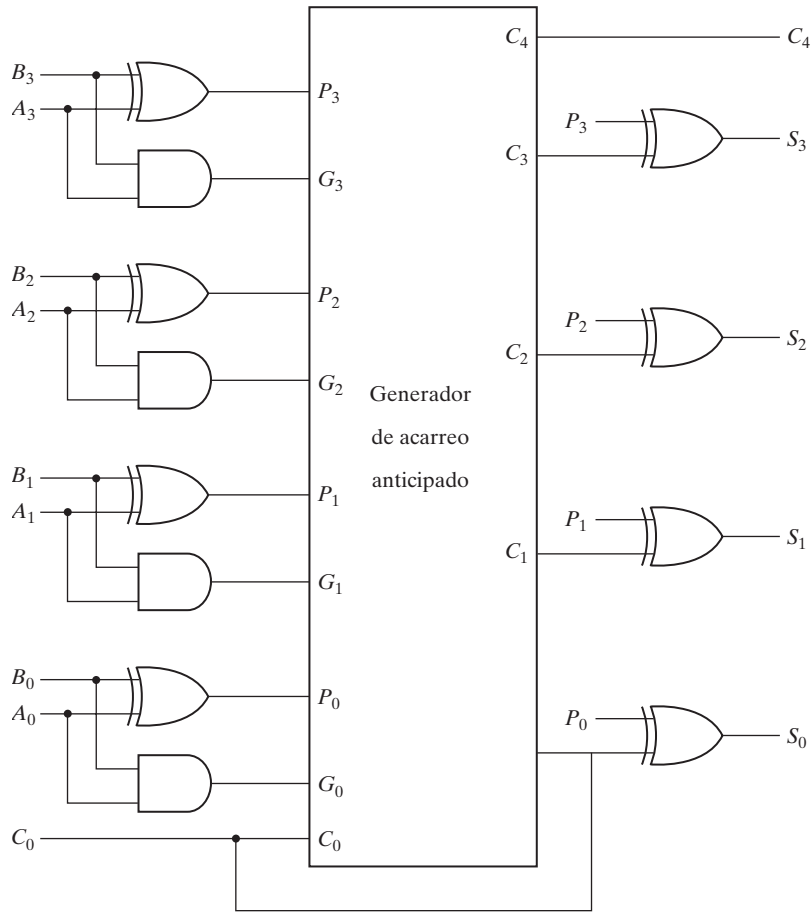 B₃
A₃
P₃
G₃
B₂
A₂
P₂
G₂
B₁
A₁
P₁
G₁
B₀
A₀
P₀
G₀
C₀
C₀
Generador
de acarreo
anticipado
C₄
C₄
P₃
C₃
S₃
P₂
C₂
S₂
P₁
C₁
S₁
P₀
S₀